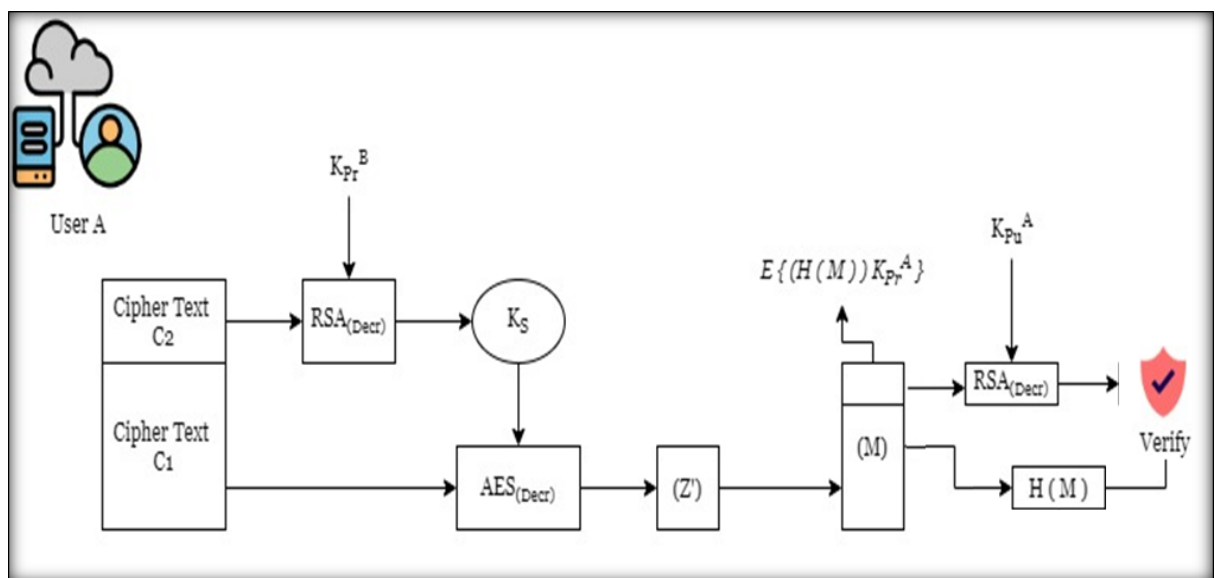 User A
K_Pr^B
K_Pu^A
E{(H(M))K_Pr^A}
Cipher Text
C2
RSA(Decr)
K_S
RSA(Decr)
Cipher Text
C1
AES(Decr)
(Z')
(M)
H(M)
Verify